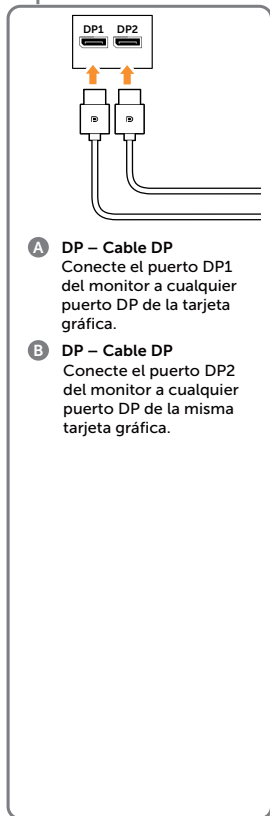 DP1 DP2
A DP – Cable DP
Conecte el puerto DP1
del monitor a cualquier
puerto DP de la tarjeta
gráfica.
B DP – Cable DP
Conecte el puerto DP2
del monitor a cualquier
puerto DP de la misma
tarjeta gráfica.